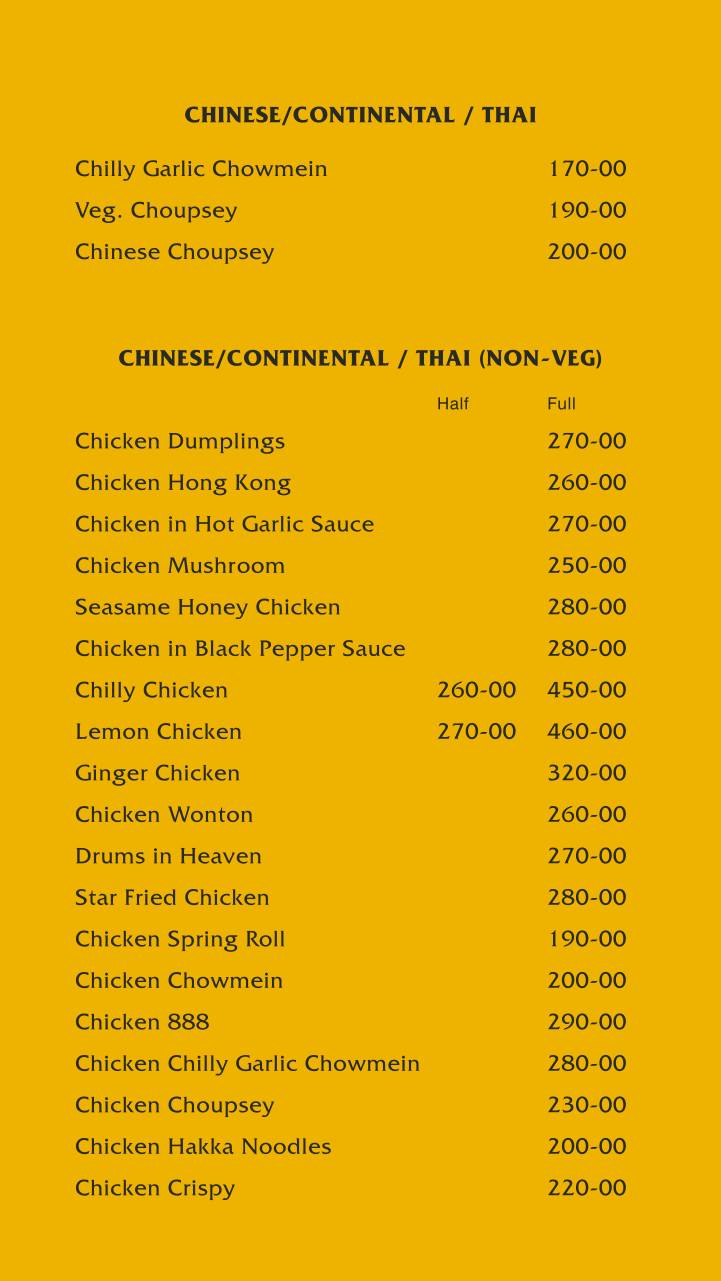 CHINESE/CONTINENTAL / THAI
Chilly Garlic Chowmein 170-00
Veg. Choupsey 190-00
Chinese Choupsey 200-00
CHINESE/CONTINENTAL / THAI (NON-VEG)
Half Full
Chicken Dumplings 270-00
Chicken Hong Kong 260-00
Chicken in Hot Garlic Sauce 270-00
Chicken Mushroom 250-00
Seasame Honey Chicken 280-00
Chicken in Black Pepper Sauce 280-00
Chilly Chicken 260-00 450-00
Lemon Chicken 270-00 460-00
Ginger Chicken 320-00
Chicken Wonton 260-00
Drums in Heaven 270-00
Star Fried Chicken 280-00
Chicken Spring Roll 190-00
Chicken Chowmein 200-00
Chicken 888 290-00
Chicken Chilly Garlic Chowmein 280-00
Chicken Choupsey 230-00
Chicken Hakka Noodles 200-00
Chicken Crispy 220-00